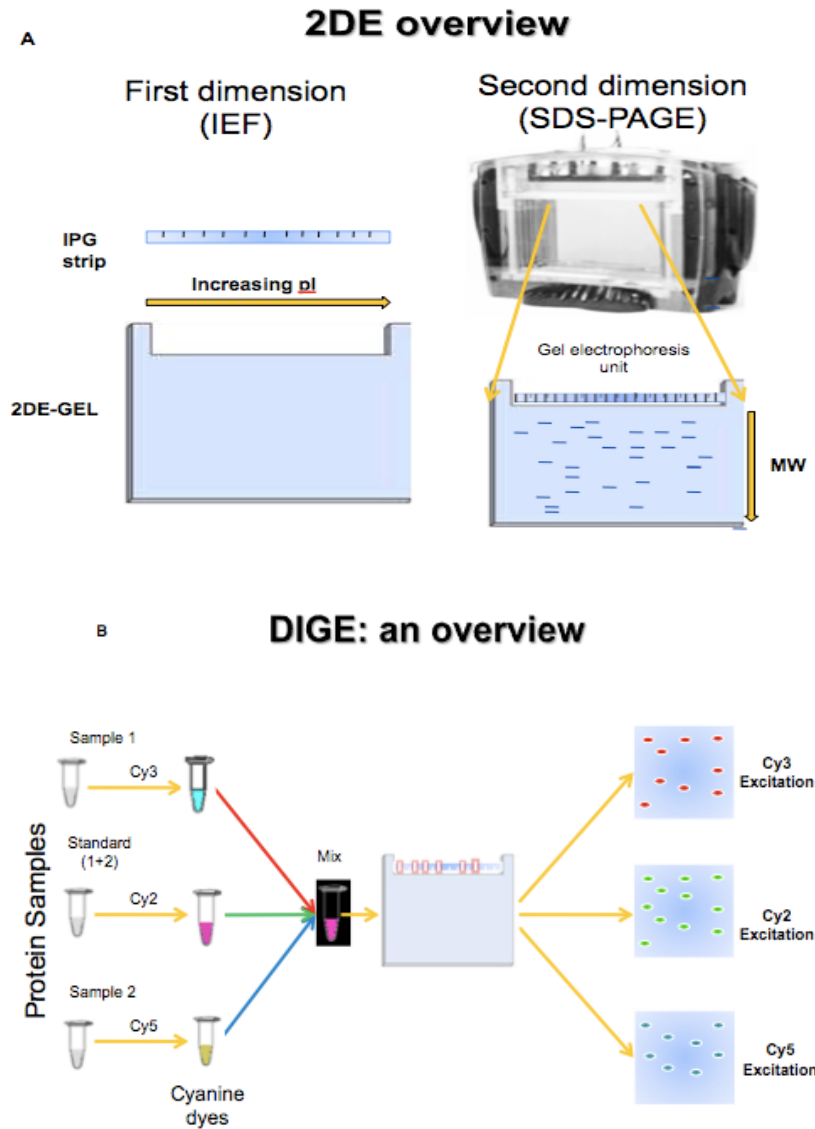 2DE overview
A
First dimension
(IEF)
Second dimension
(SDS-PAGE)
IPG
strip
Increasing pI
Gel electrophoresis
unit
2DE-GEL
MW
B
DIGE: an overview
Protein Samples
Sample 1
Cy3
Standard
(1+2)
Cy2
Sample 2
Cy5
Cyanine
dyes
Mix
Cy3
Excitation
Cy2
Excitation
Cy5
Excitation